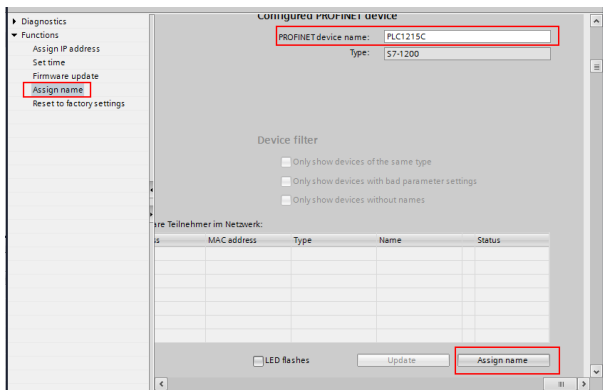 Diagnostics
Functions
Assign IP address
Set time
Firmware update
Assign name
Reset to factory settings
Configured PROFINET device
PROFINET device name: PLC1215C
Type: S7-1200
Device filter
Only show devices of the same type
Only show devices with bad parameter settings
Only show devices without names
are Teilnehmer im Netzwerk:
ss MAC address Type Name Status
LED flashes Update Assign name